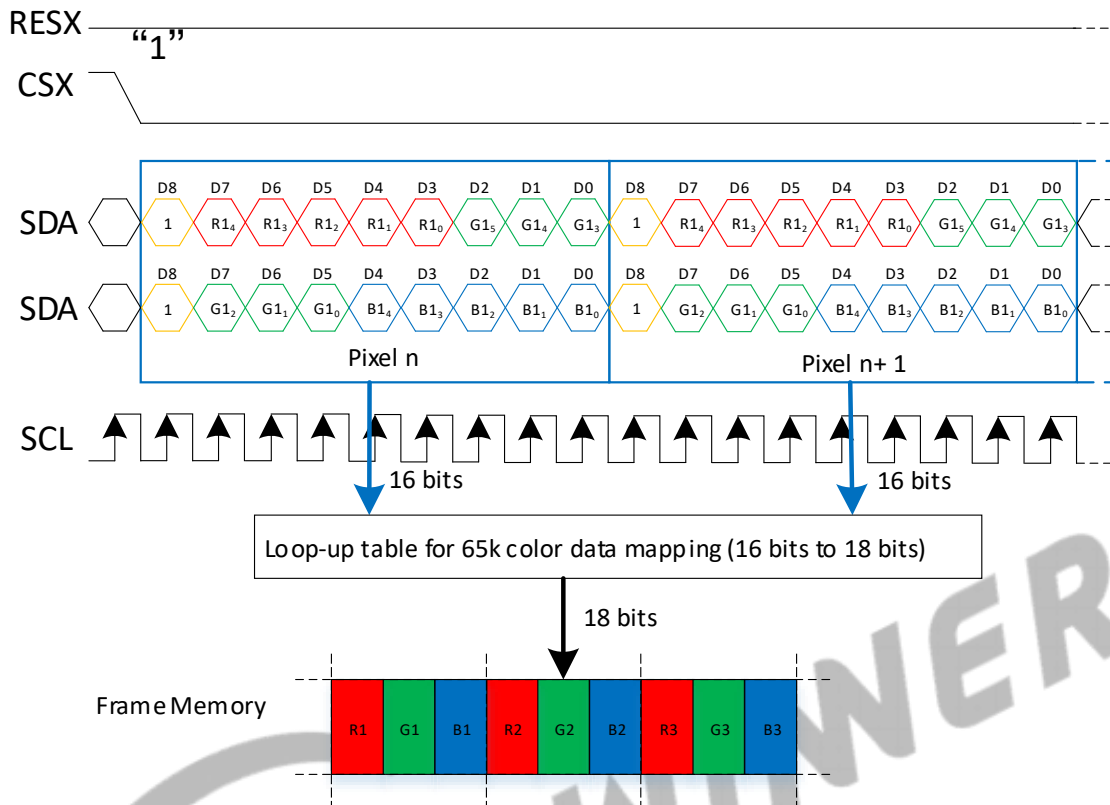 RESX
“1”
CSX
D8 D7 D6 D5 D4 D3 D2 D1 D0 D8 D7 D6 D5 D4 D3 D2 D1 D0
SDA 1 R1₄ R1₃ R1₂ R1₁ R1₀ G1₅ G1₄ G1₃ 1 R1₄ R1₃ R1₂ R1₁ R1₀ G1₅ G1₄ G1₃
D8 D7 D6 D5 D4 D3 D2 D1 D0 D8 D7 D6 D5 D4 D3 D2 D1 D0
SDA 1 G1₂ G1₁ G1₀ B1₄ B1₃ B1₂ B1₁ B1₀ 1 G1₂ G1₁ G1₀ B1₄ B1₃ B1₂ B1₁ B1₀
Pixel n Pixel n+ 1
SCL
16 bits 16 bits
Loop-up table for 65k color data mapping (16 bits to 18 bits)
18 bits
Frame Memory
R1 G1 B1 R2 G2 B2 R3 G3 B3